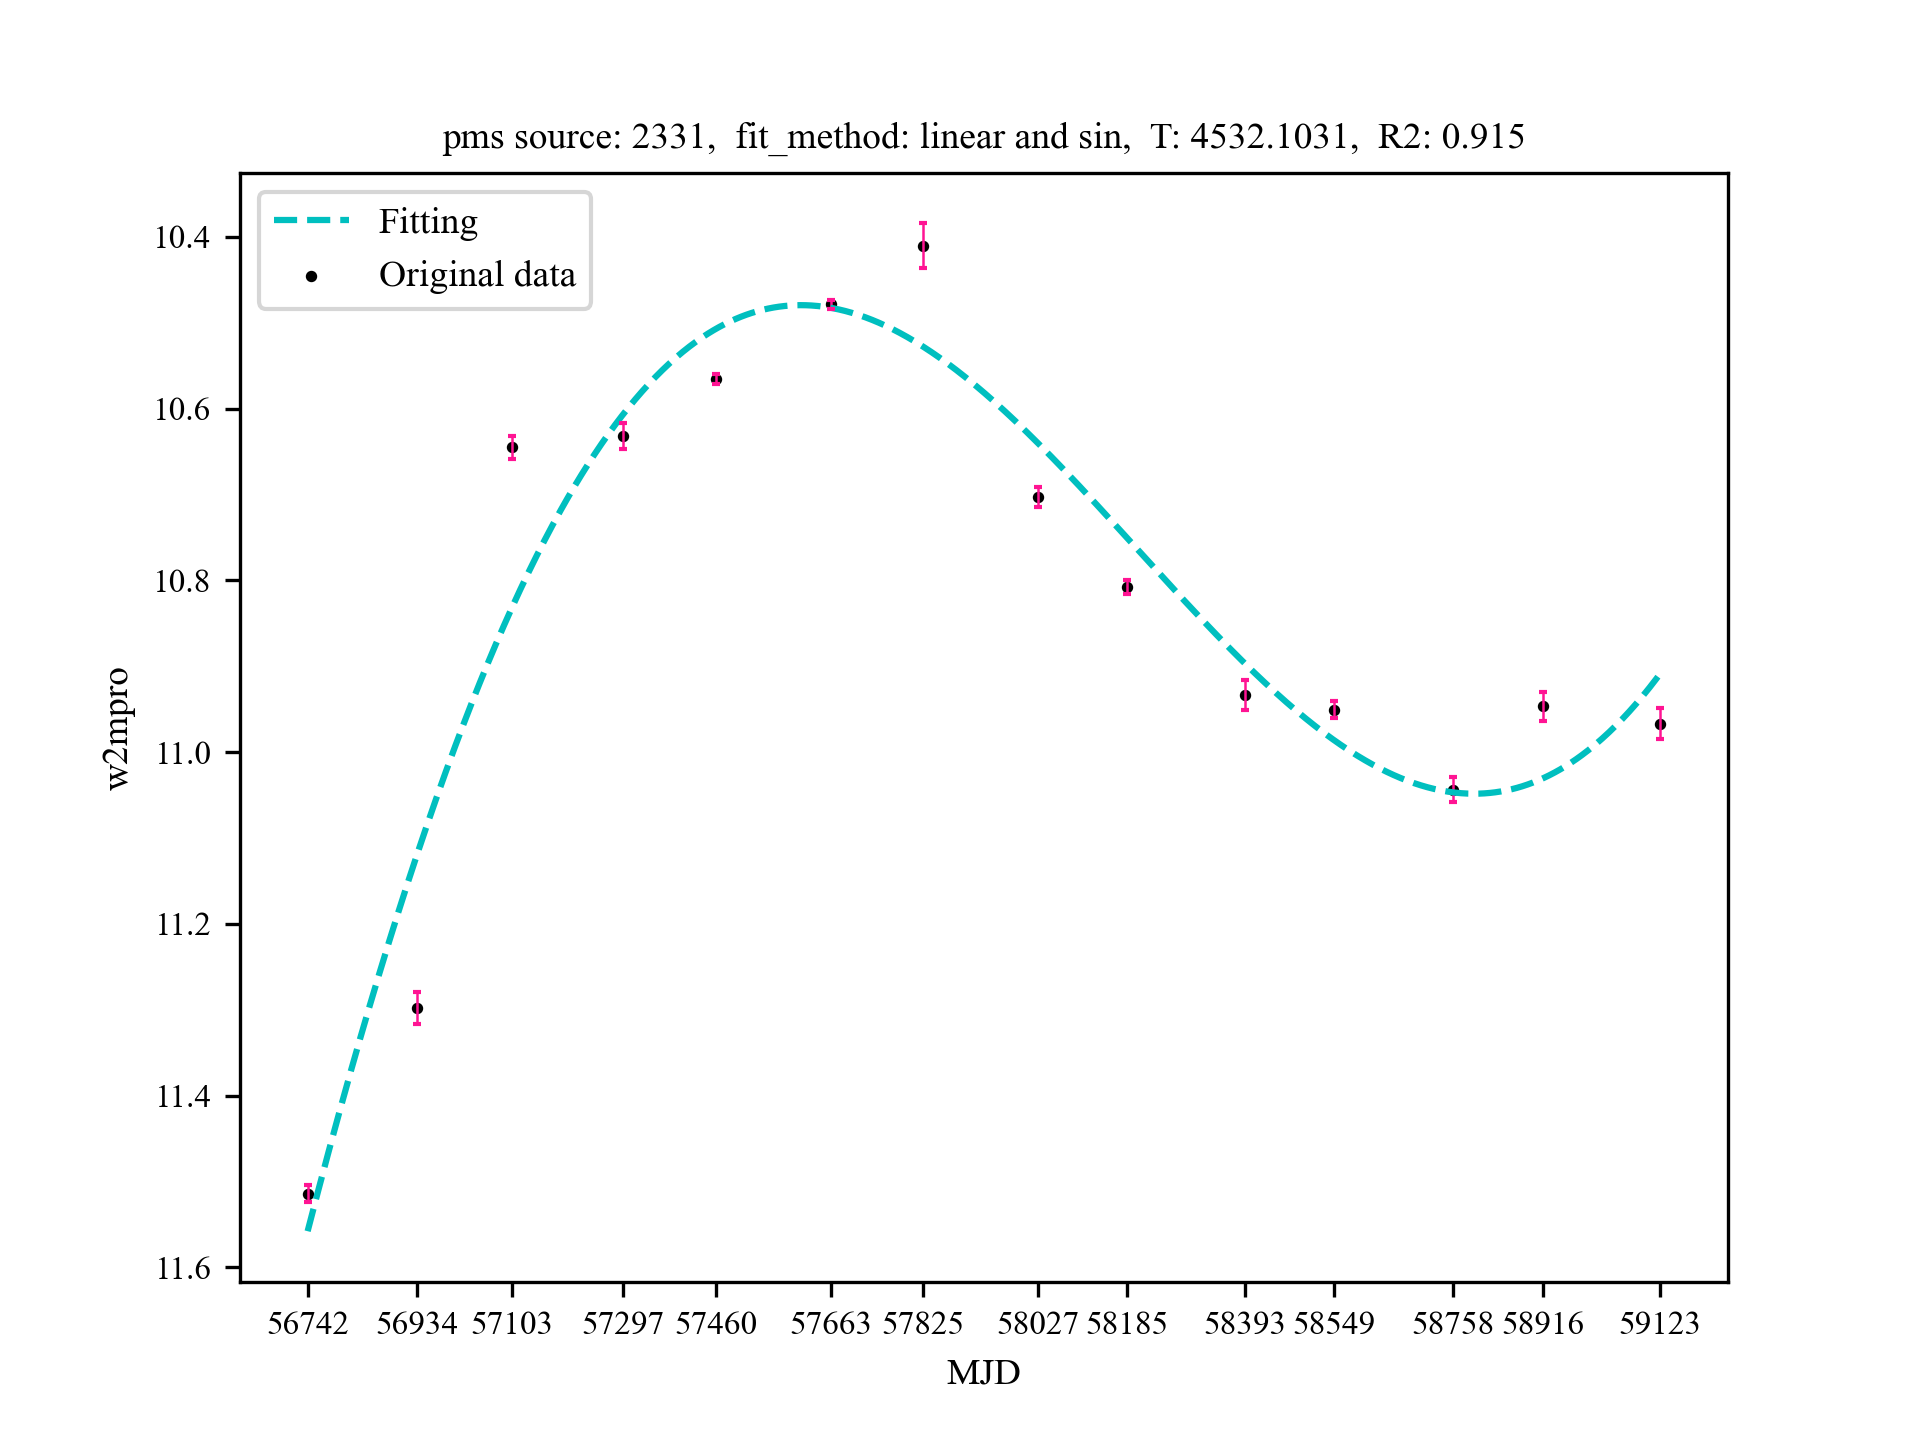 pms source: 2331,  fit_method: linear and sin,  T: 4532.1031,  R2: 0.915
Fitting
Original data
10.4
10.6
10.8
11.0
11.2
11.4
11.6
w2mpro
56742 56934 57103 57297 57460 57663 57825 58027 58185 58393 58549 58758 58916 59123
MJD